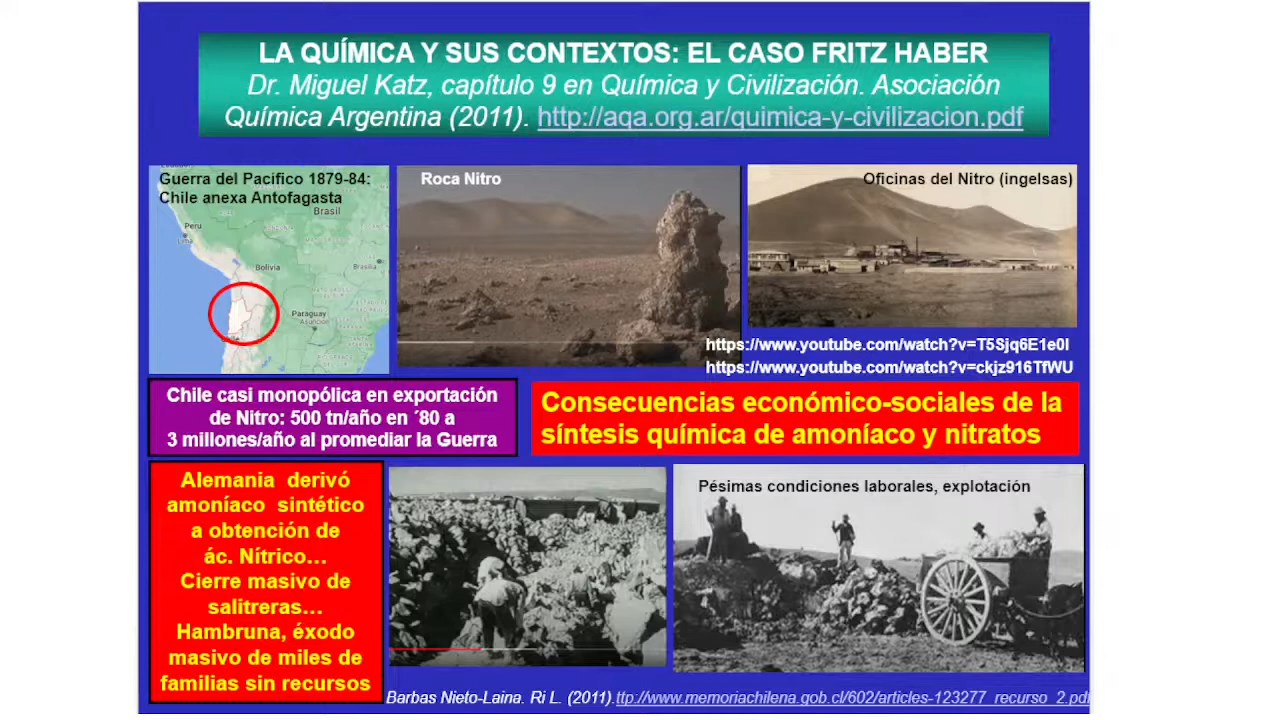 LA QUÍMICA Y SUS CONTEXTOS: EL CASO FRITZ HABER
Dr. Miguel Katz, capítulo 9 en Química y Civilización. Asociación
Química Argentina (2011). http://aqa.org.ar/quimica-y-civilizacion.pdf
Guerra del Pacifico 1879-84:
Chile anexa Antofagasta
Brasil
Peru
Lima
Bolivia
Brasilia
Paraguay
Asunción
Roca Nitro
Oficinas del Nitro (ingelsas)
https://www.youtube.com/watch?v=T5Sjq6E1e0I
https://www.youtube.com/watch?v=ckjz916TfWU
Chile casi monopólica en exportación
de Nitro: 500 tn/año en ´80 a
3 millones/año al promediar la Guerra
Consecuencias económico-sociales de la
síntesis química de amoníaco y nitratos
Alemania derivó
amoníaco sintético
a obtención de
ác. Nítrico...
Cierre masivo de
salitreras...
Hambruna, éxodo
masivo de miles de
familias sin recursos
Pésimas condiciones laborales, explotación
Barbas Nieto-Laina. Ri L. (2011).ttp://www.memoriachilena.gob.cl/602/articles-123277_recurso_2.pdf